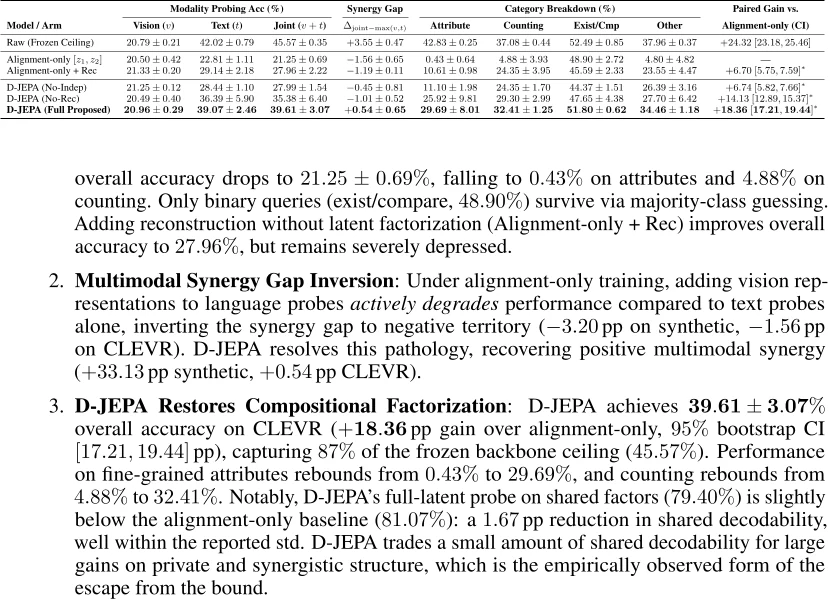 Modality Probing Acc (%) Synergy Gap Category Breakdown (%) Paired Gain vs.
Model / Arm Vision (v) Text (t) Joint (v + t) Δjoint−max(v,t) Attribute Counting Exist/Cmp Other Alignment-only (CI)
Raw (Frozen Ceiling) 20.79 ± 0.21 42.02 ± 0.79 45.57 ± 0.35 +3.55 ± 0.47 42.83 ± 0.25 37.08 ± 0.44 52.49 ± 0.85 37.96 ± 0.37 +24.32 [23.18, 25.46]
Alignment-only [z1, z2] 20.50 ± 0.42 22.81 ± 1.11 21.25 ± 0.69 −1.56 ± 0.65 0.43 ± 0.64 4.88 ± 3.93 48.90 ± 2.72 4.80 ± 4.82 —
Alignment-only + Rec 21.33 ± 0.20 29.14 ± 2.18 27.96 ± 2.22 −1.19 ± 0.11 10.61 ± 0.98 24.35 ± 3.95 45.59 ± 2.33 23.55 ± 4.47 +6.70 [5.75, 7.59]*
D-JEPA (No-Indep) 21.25 ± 0.12 28.44 ± 1.10 27.99 ± 1.54 −0.45 ± 0.81 11.10 ± 1.98 24.35 ± 4.00 44.37 ± 1.51 26.39 ± 3.16 +6.74 [5.82, 7.66]*
D-JEPA (No-Rec) 20.49 ± 0.40 36.39 ± 5.90 35.38 ± 6.40 −1.01 ± 0.52 25.92 ± 9.81 29.30 ± 2.99 47.65 ± 4.38 27.70 ± 6.42 +14.13 [12.89, 15.37]*
D-JEPA (Full Proposed) 20.96 ± 0.29 39.07 ± 2.46 39.61 ± 3.07 +0.54 ± 0.65 29.69 ± 8.01 32.41 ± 1.25 51.80 ± 0.62 34.46 ± 1.18 +18.36 [17.21, 19.44]*
overall accuracy drops to 21.25 ± 0.69%, falling to 0.43% on attributes and 4.88% on
counting. Only binary queries (exist/compare, 48.90%) survive via majority-class guessing.
Adding reconstruction without latent factorization (Alignment-only + Rec) improves overall
accuracy to 27.96%, but remains severely depressed.
2. Multimodal Synergy Gap Inversion: Under alignment-only training, adding vision rep-
resentations to language probes actively degrades performance compared to text probes
alone, inverting the synergy gap to negative territory (−3.20 pp on synthetic, −1.56 pp
on CLEVR). D-JEPA resolves this pathology, recovering positive multimodal synergy
(+33.13 pp synthetic, +0.54 pp CLEVR).
3. D-JEPA Restores Compositional Factorization: D-JEPA achieves 39.61 ± 3.07%
overall accuracy on CLEVR (+18.36 pp gain over alignment-only, 95% bootstrap CI
[17.21, 19.44] pp), capturing 87% of the frozen backbone ceiling (45.57%). Performance
on fine-grained attributes rebounds from 0.43% to 29.69%, and counting rebounds from
4.88% to 32.41%. Notably, D-JEPA's full-latent probe on shared factors (79.40%) is slightly
below the alignment-only baseline (81.07%): a 1.67 pp reduction in shared decodability,
well within the reported std. D-JEPA trades a small amount of shared decodability for large
gains on private and synergistic structure, which is the empirically observed form of the
escape from the bound.